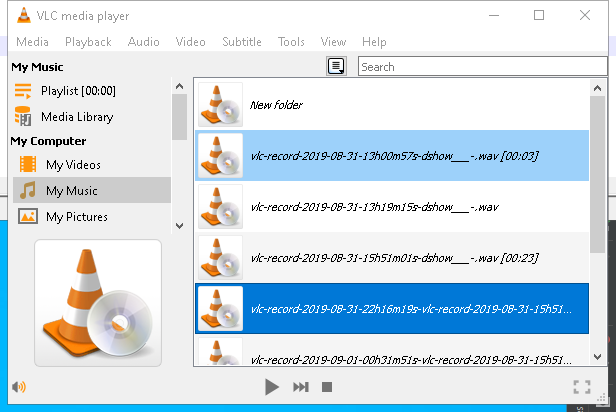 VLC media player
Media Playback Audio Video Subtitle Tools View Help
My Music
Search
Playlist [00:00]
Media Library
My Computer
My Videos
My Music
My Pictures
New folder
vlc-record-2019-08-31-13h00m57s-dshow___-.wav [00:03]
vlc-record-2019-08-31-13h19m15s-dshow___-.wav
vlc-record-2019-08-31-15h51m01s-dshow___-.wav [00:23]
vlc-record-2019-08-31-22h16m19s-vlc-record-2019-08-31-15h51...
vlc-record-2019-09-01-00h31m51s-vlc-record-2019-08-31-15h51...